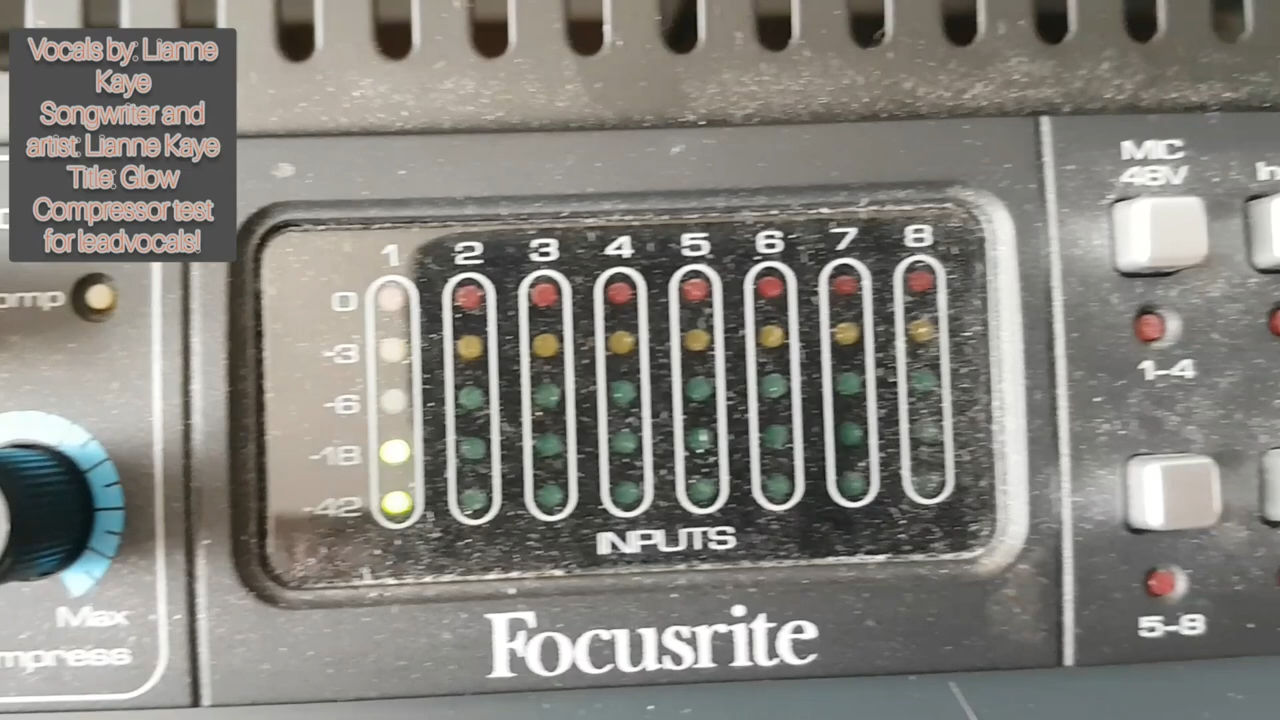 Vocals by: Lianne
Kaye
Songwriter and
artist: Lianne Kaye
Title: Glow
Compressor test
for leadvocals!
MIC
48V
1 2 3 4 5 6 7 8
0
-3
-6
-18
-42
INPUTS
1-4
5-8
Max
Focusrite